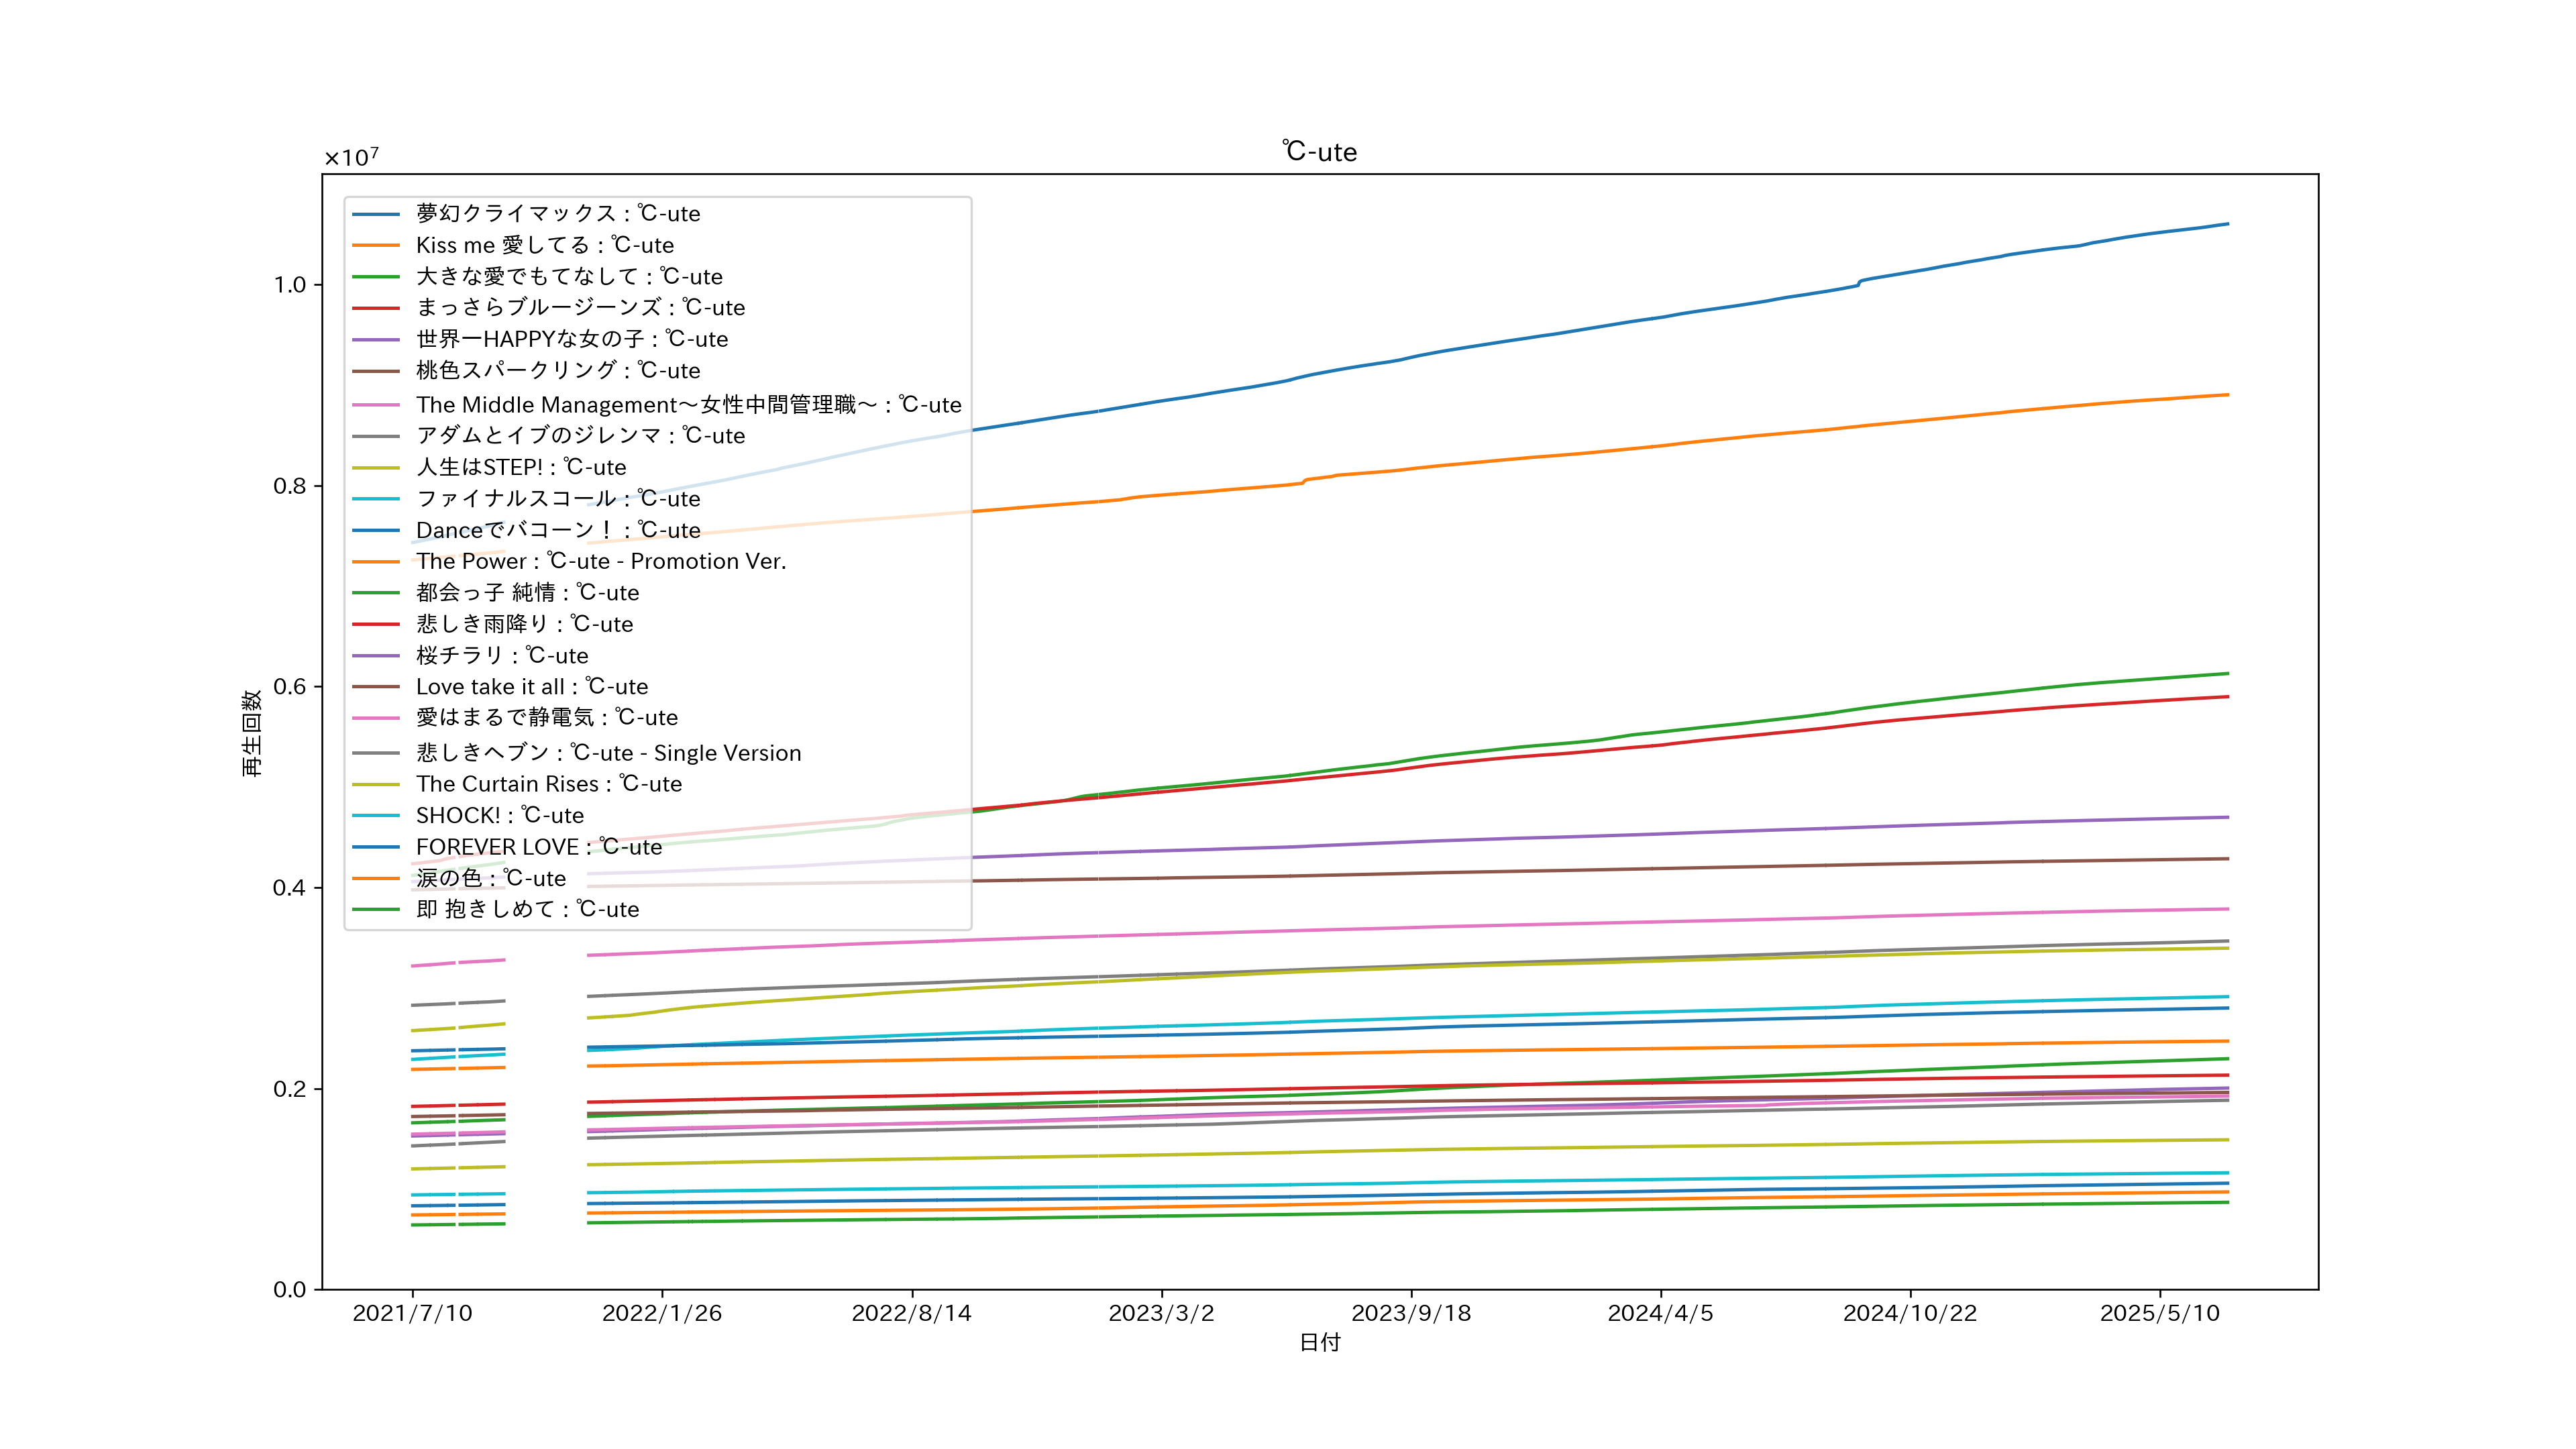 ℃-ute
×10⁷
夢幻クライマックス : ℃-ute
Kiss me 愛してる : ℃-ute
大きな愛でもてなして : ℃-ute
まっさらブルージーンズ : ℃-ute
世界一HAPPYな女の子 : ℃-ute
桃色スパークリング : ℃-ute
The Middle Management～女性中間管理職～ : ℃-ute
アダムとイブのジレンマ : ℃-ute
人生はSTEP! : ℃-ute
ファイナルスコール : ℃-ute
Danceでバコーン！ : ℃-ute
The Power : ℃-ute - Promotion Ver.
都会っ子 純情 : ℃-ute
悲しき雨降り : ℃-ute
桜チラリ : ℃-ute
Love take it all : ℃-ute
愛はまるで静電気 : ℃-ute
悲しきヘブン : ℃-ute - Single Version
The Curtain Rises : ℃-ute
SHOCK! : ℃-ute
FOREVER LOVE : ℃-ute
涙の色 : ℃-ute
即 抱きしめて : ℃-ute
1.0
0.8
0.6
0.4
0.2
0.0
再生回数
2021/7/10
2022/1/26
2022/8/14
2023/3/2
2023/9/18
2024/4/5
2024/10/22
2025/5/10
日付